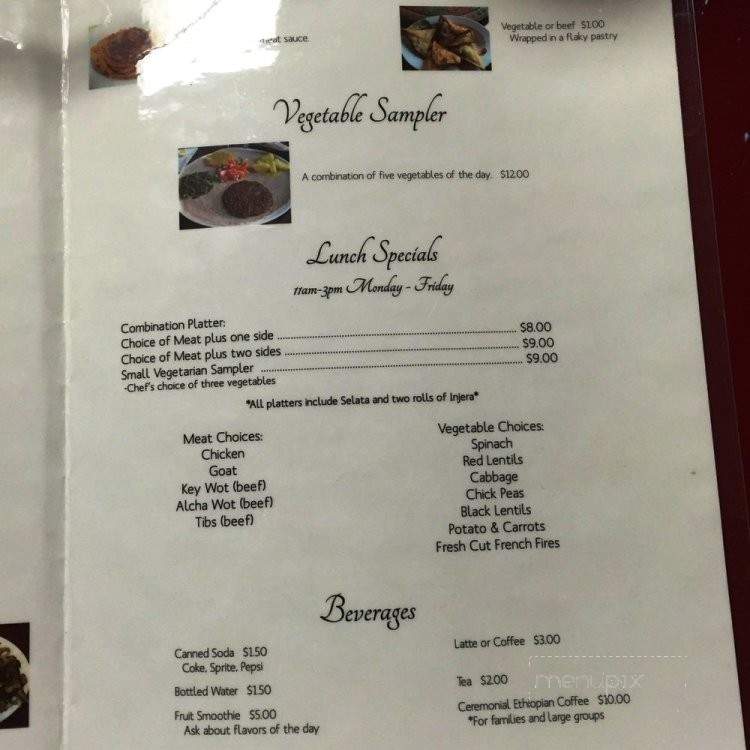 meat sauce.
Vegetable or beef $1.00
Wrapped in a flaky pastry
Vegetable Sampler
A combination of five vegetables of the day. $12.00
Lunch Specials
11am-3pm Monday - Friday
Combination Platter:
Choice of Meat plus one side ........ $8.00
Choice of Meat plus two sides ........ $9.00
Small Vegetarian Sampler ........ $9.00
-Chef's choice of three vegetables
*All platters include Selata and two rolls of Injera*
Meat Choices:
Chicken
Goat
Key Wot (beef)
Alcha Wot (beef)
Tibs (beef)
Vegetable Choices:
Spinach
Red Lentils
Cabbage
Chick Peas
Black Lentils
Potato & Carrots
Fresh Cut French Fires
Beverages
Canned Soda $1.50
Coke, Sprite, Pepsi
Bottled Water $1.50
Fruit Smoothie $5.00
Ask about flavors of the day
Latte or Coffee $3.00
Tea $2.00
Ceremonial Ethiopian Coffee $10.00
*For families and large groups
menupix